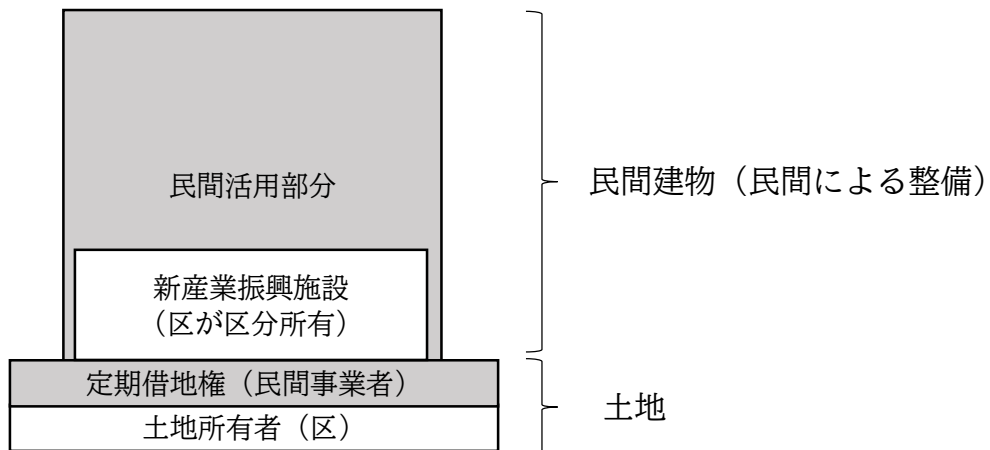 民間活用部分
民間建物（民間による整備）
新産業振興施設
（区が区分所有）
定期借地権（民間事業者）
土地
土地所有者（区）